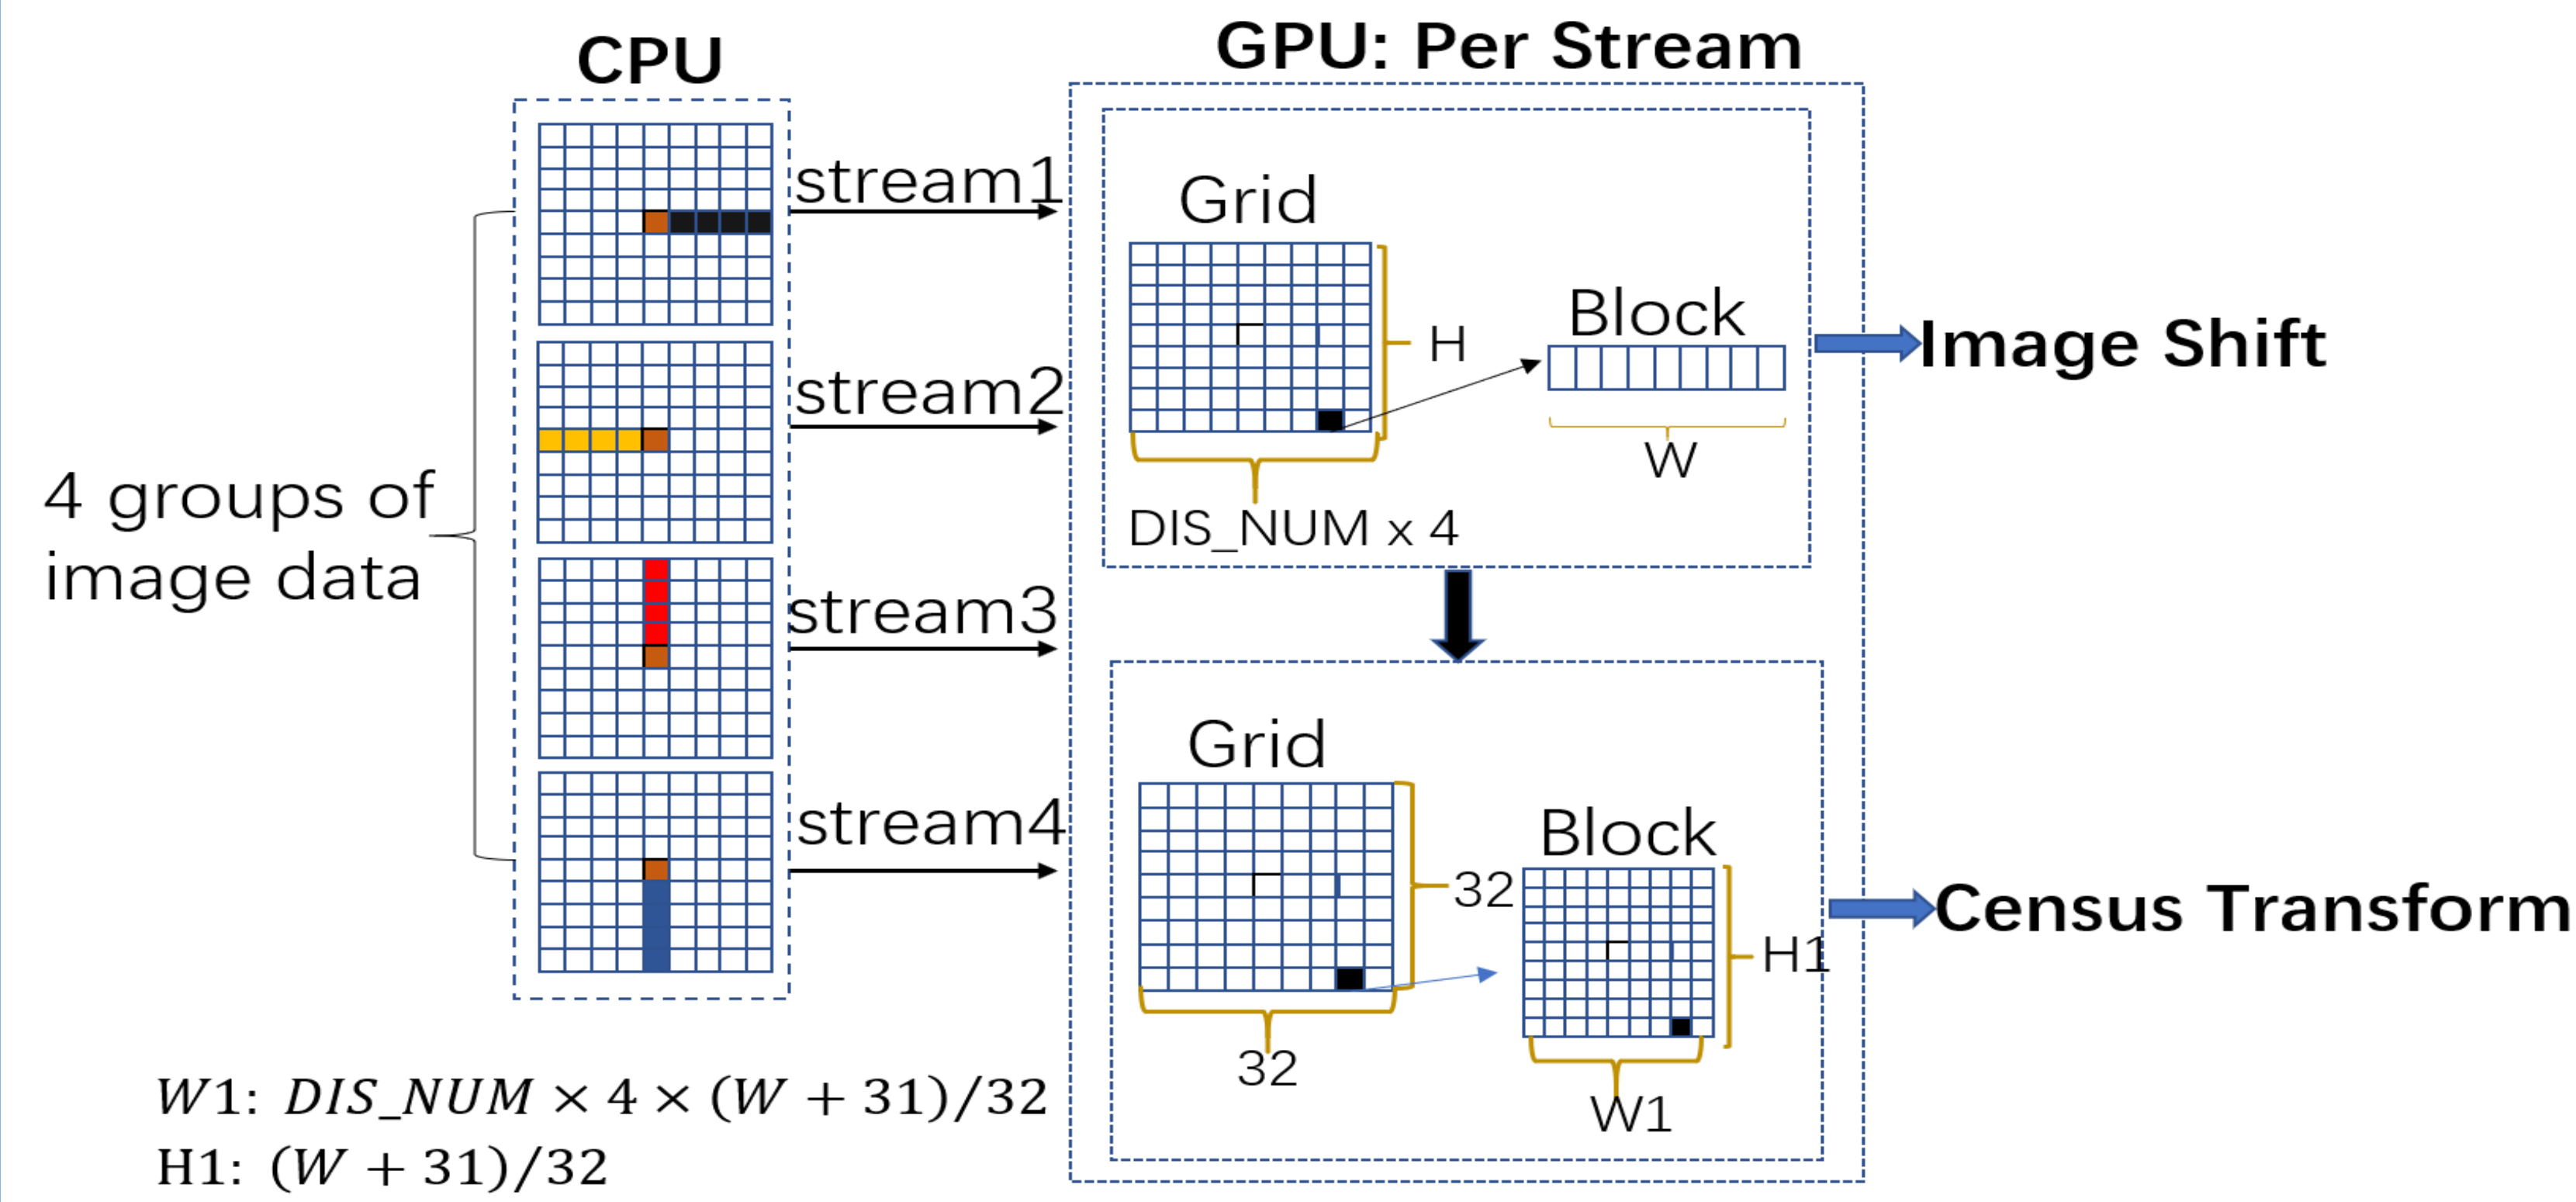 CPU
GPU: Per Stream
stream1
stream2
stream3
stream4
4 groups of
image data
Grid
H
DIS_NUM x 4
Block
W
Image Shift
Grid
32
32
Block
H1
W1
Census Transform
W1: DIS_NUM × 4 × (W + 31)/32
H1: (W + 31)/32